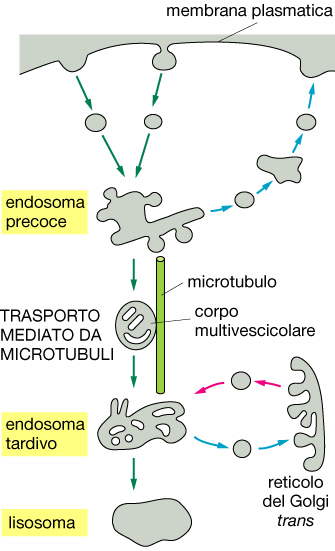 membrana plasmatica
endosoma
precoce
microtubulo
TRASPORTO
MEDIATO DA
MICROTUBULI
corpo
multivescicolare
endosoma
tardivo
reticolo
del Golgi
trans
lisosoma